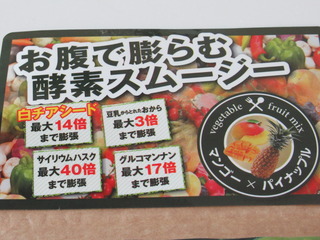 お腹で膨らむ
酵素スムージー
白チアシード
最大14倍
まで膨張
豆乳からとれたおから
最大3倍
まで膨張
サイリウムハスク
最大40倍
まで膨張
グルコマンナン
最大17倍
まで膨張
vegetable fruit mix
マンゴー×パイナップル